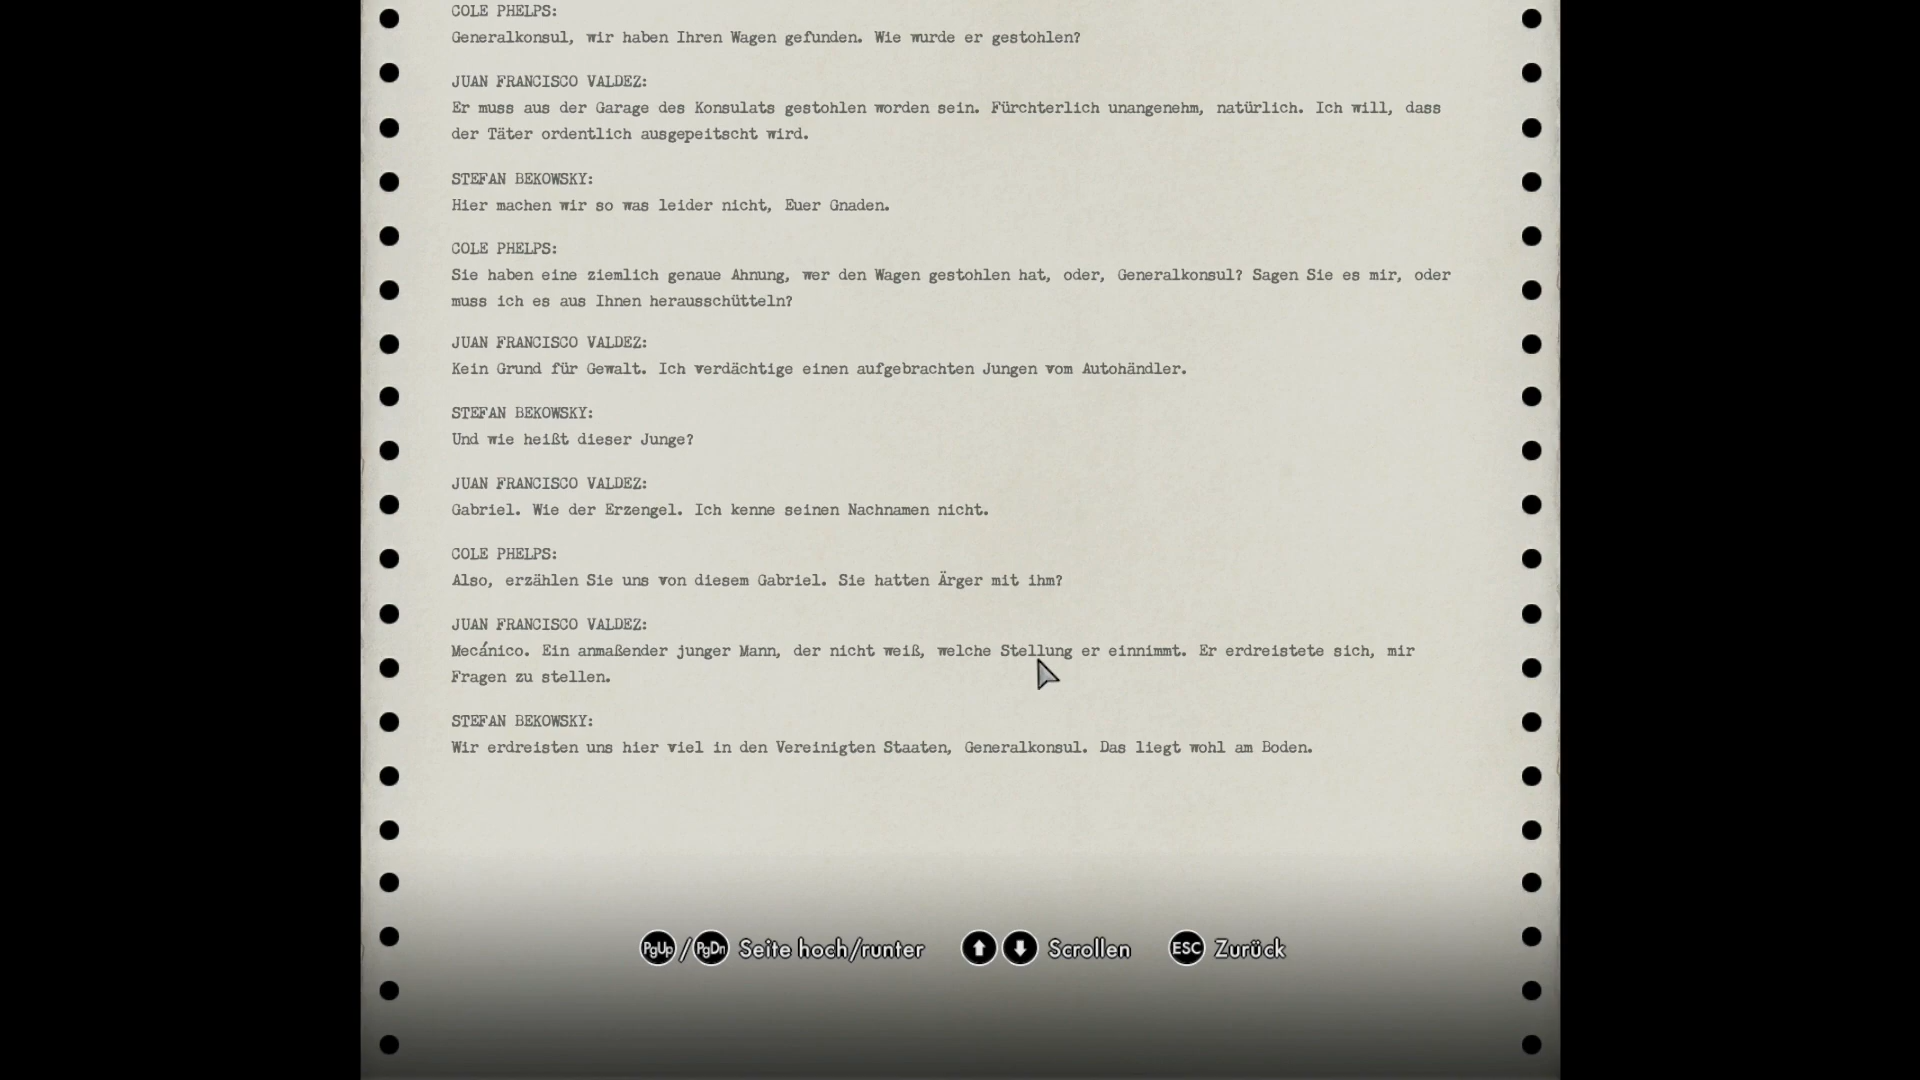 COLE PHELPS:
Generalkonsul, wir haben Ihren Wagen gefunden. Wie wurde er gestohlen?
JUAN FRANCISCO VALDEZ:
Er muss aus der Garage des Konsulats gestohlen worden sein. Fürchterlich unangenehm, natürlich. Ich will, dass
der Täter ordentlich ausgepeitscht wird.
STEFAN BEKOWSKY:
Hier machen wir so was leider nicht, Euer Gnaden.
COLE PHELPS:
Sie haben eine ziemlich genaue Ahnung, wer den Wagen gestohlen hat, oder, Generalkonsul? Sagen Sie es mir, oder
muss ich es aus Ihnen herausschütteln?
JUAN FRANCISCO VALDEZ:
Kein Grund für Gewalt. Ich verdächtige einen aufgebrachten Jungen vom Autohändler.
STEFAN BEKOWSKY:
Und wie heißt dieser Junge?
JUAN FRANCISCO VALDEZ:
Gabriel. Wie der Erzengel. Ich kenne seinen Nachnamen nicht.
COLE PHELPS:
Also, erzählen Sie uns von diesem Gabriel. Sie hatten Ärger mit ihm?
JUAN FRANCISCO VALDEZ:
Mecánico. Ein anmaßender junger Mann, der nicht weiß, welche Stellung er einnimmt. Er erdreistete sich, mir
Fragen zu stellen.
STEFAN BEKOWSKY:
Wir erdreisten uns hier viel in den Vereinigten Staaten, Generalkonsul. Das liegt wohl am Boden.
PgUp/PgDn Seite hoch/runter ⬆ ⬇ Scrollen ESC Zurück